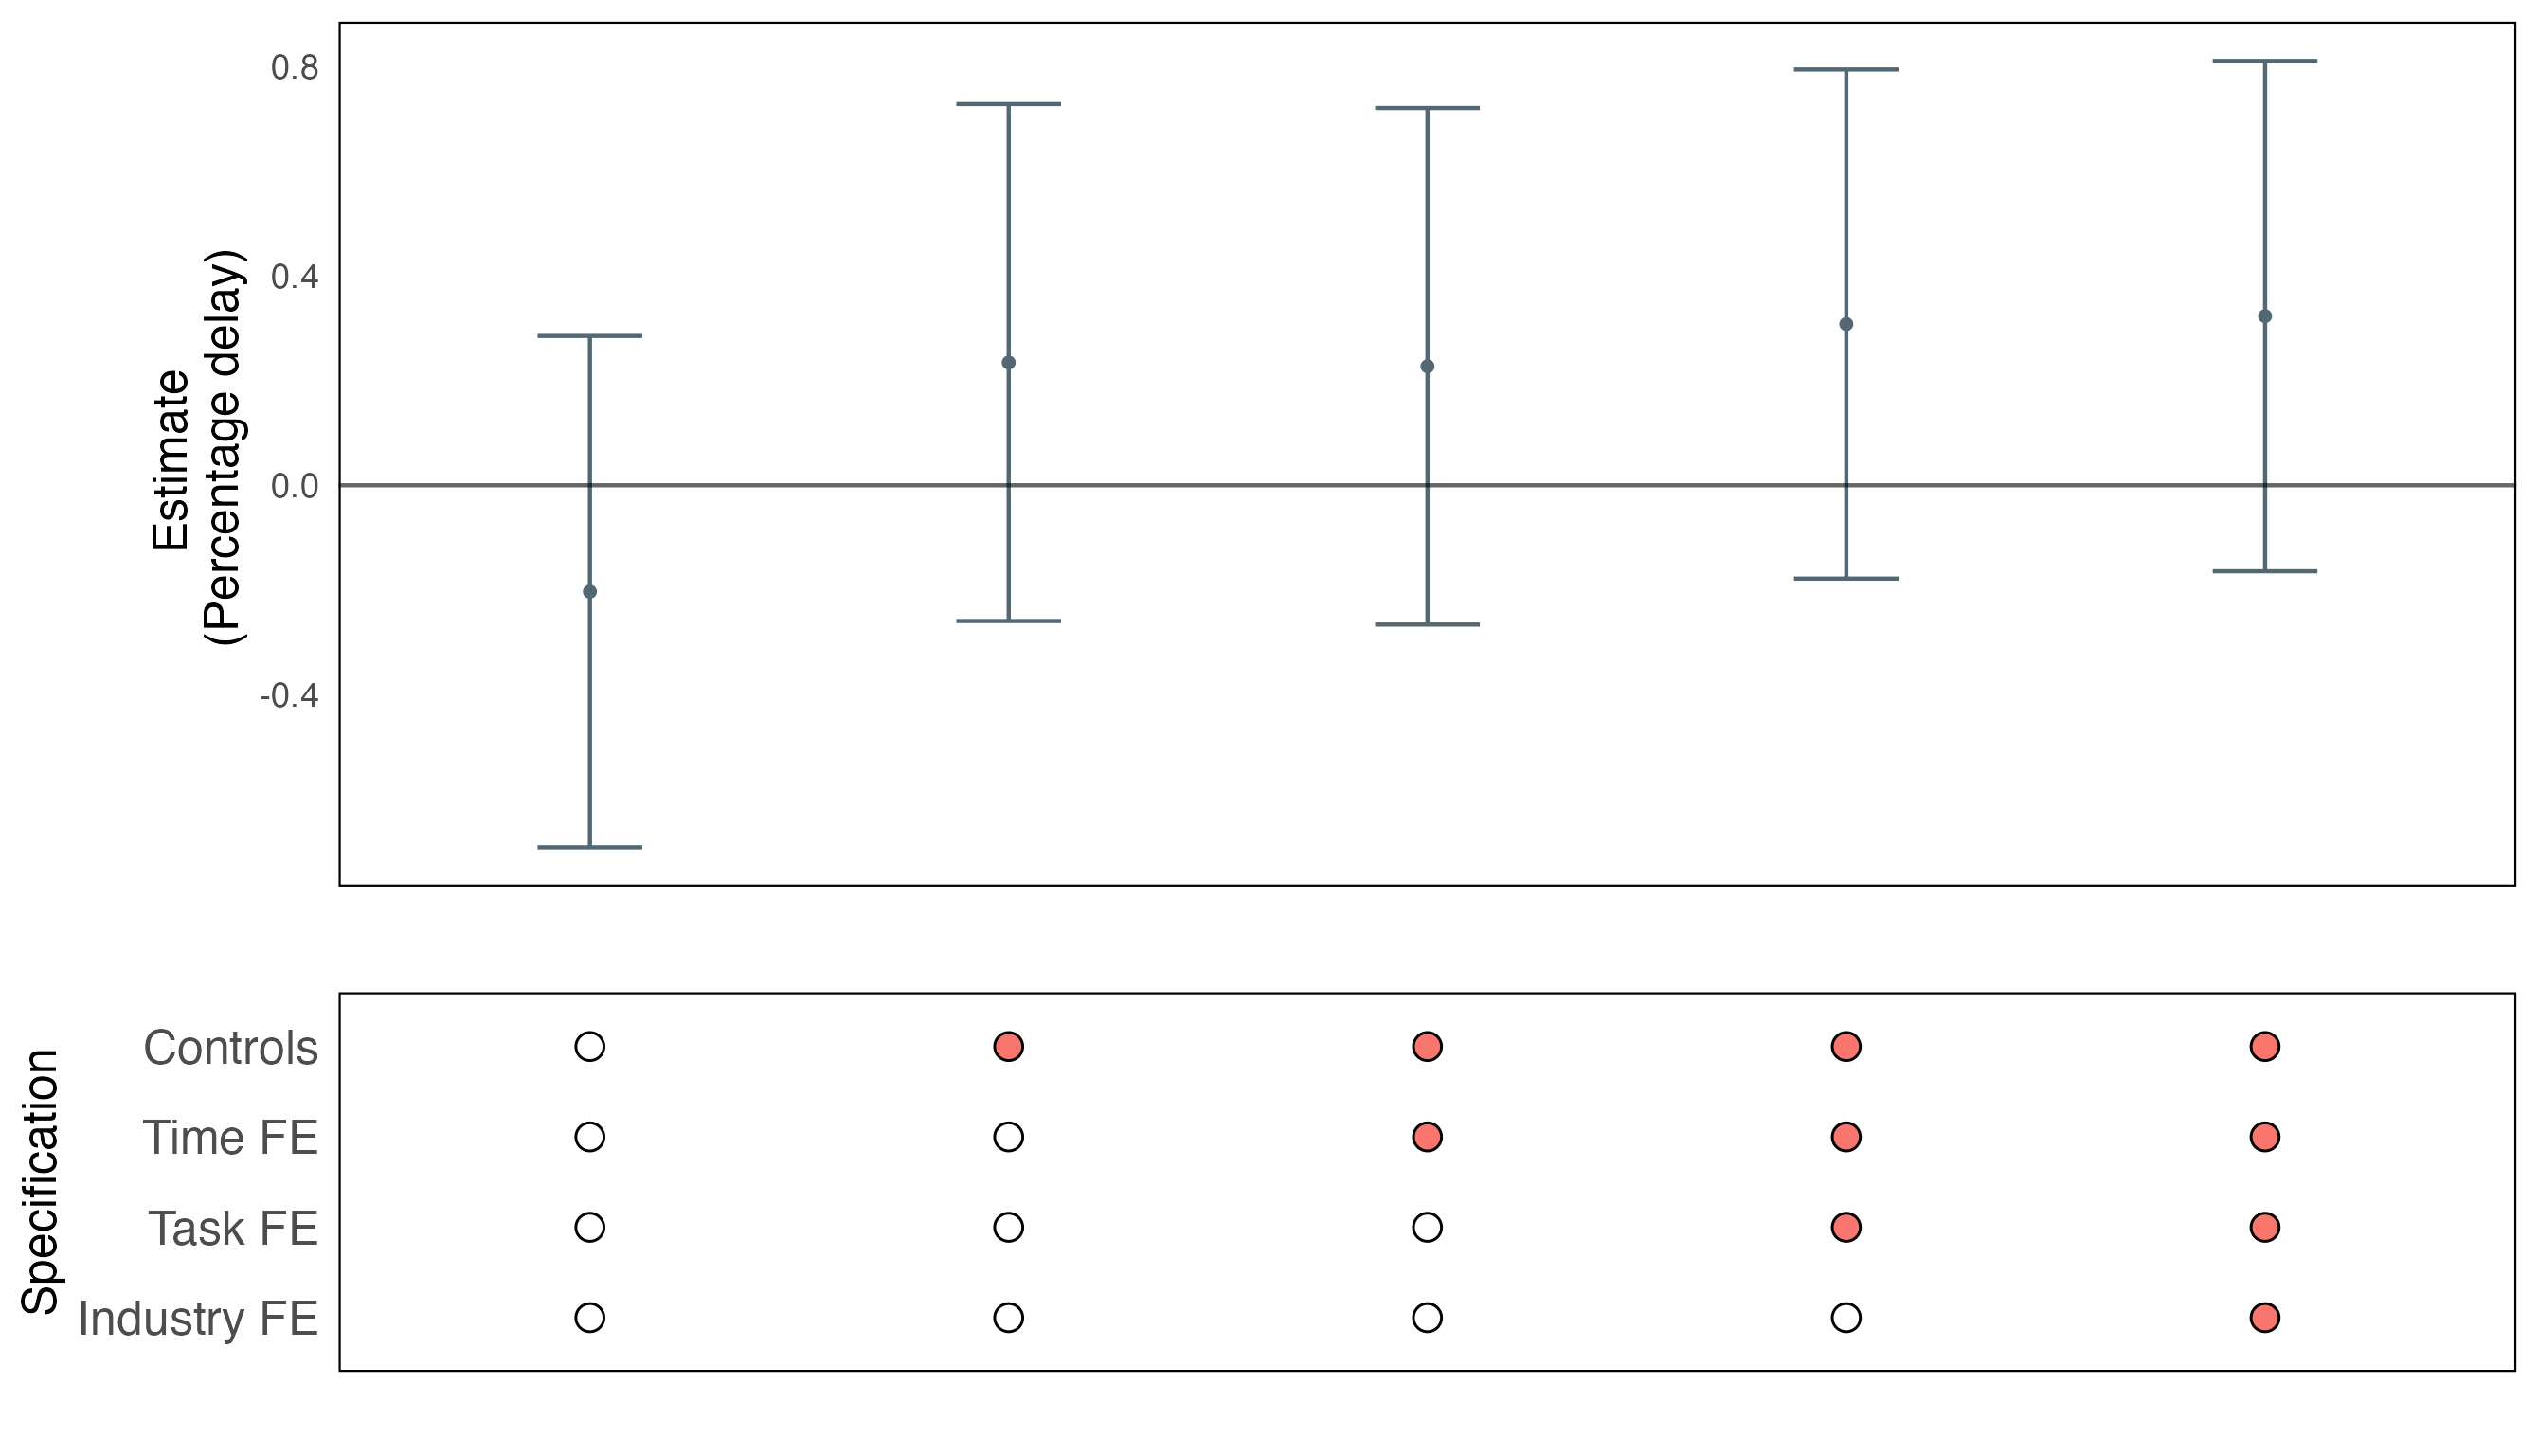 Estimate
(Percentage delay)
0.8
0.4
0.0
-0.4
Specification
Controls
Time FE
Task FE
Industry FE